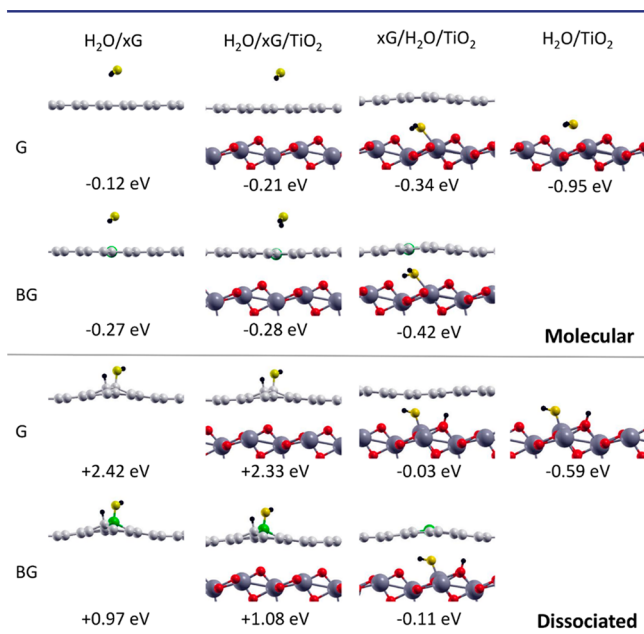 H₂O/xG H₂O/xG/TiO₂ xG/H₂O/TiO₂ H₂O/TiO₂
G
-0.12 eV -0.21 eV -0.34 eV -0.95 eV
BG
-0.27 eV -0.28 eV -0.42 eV Molecular
G
+2.42 eV +2.33 eV -0.03 eV -0.59 eV
BG
+0.97 eV +1.08 eV -0.11 eV Dissociated